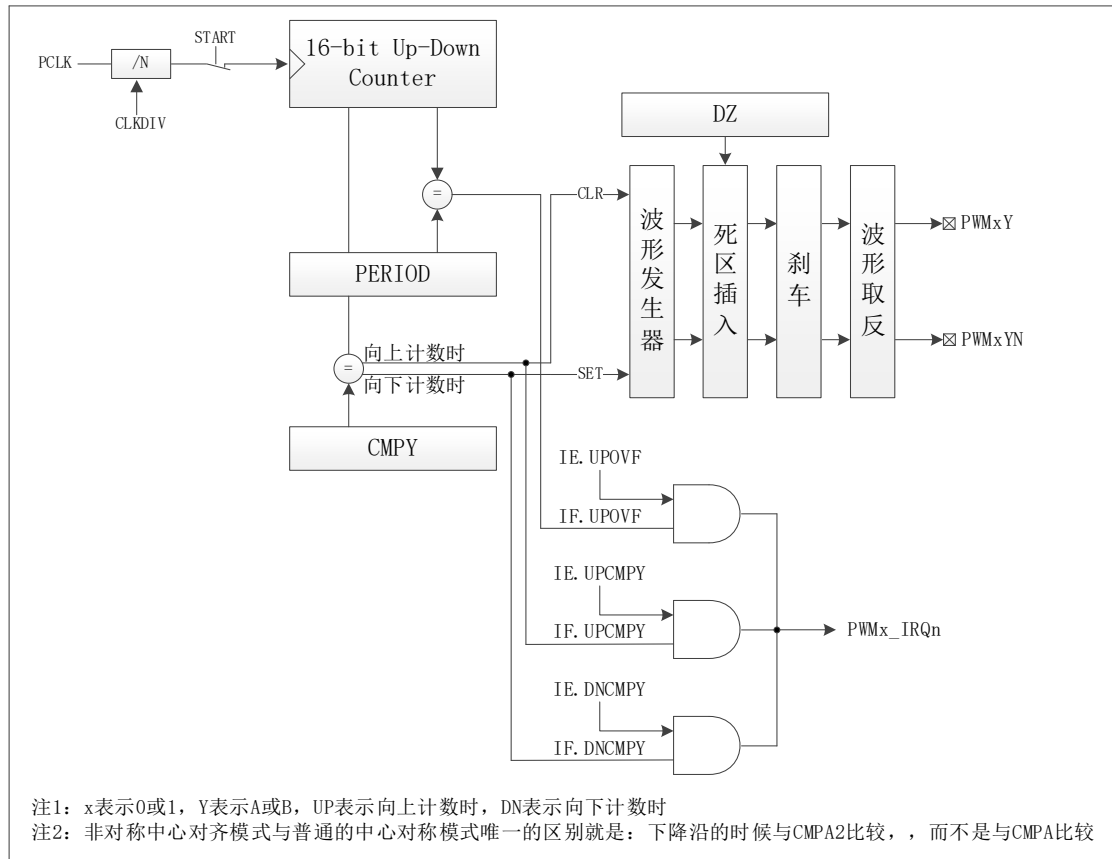 START
16-bit Up-Down
Counter
PCLK
/N
CLKDIV
DZ
=
CLR
波形发生器
死区插入
刹车
波形取反
PWMxY
PERIOD
向上计数时
=
向下计数时
SET
PWMxYN
CMPY
IE.UPOVF
IF.UPOVF
IE.UPCMPY
IF.UPCMPY
PWMx_IRQn
IE.DNCMPY
IF.DNCMPY
注1：x表示0或1，Y表示A或B，UP表示向上计数时，DN表示向下计数时
注2：非对称中心对齐模式与普通的中心对称模式唯一的区别就是：下降沿的时候与CMPA2比较，，而不是与CMPA比较